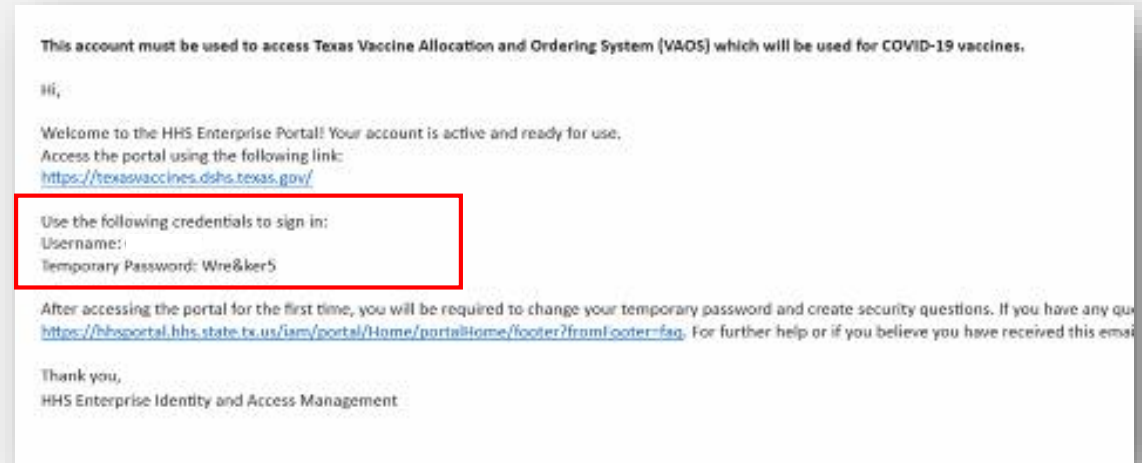 This account must be used to access Texas Vaccine Allocation and Ordering System (VAOS) which will be used for COVID-19 vaccines.
Hi,
Welcome to the HHS Enterprise Portal! Your account is active and ready for use.
Access the portal using the following link:
https://texasvaccines.dshs.texas.gov/
Use the following credentials to sign in:
Username:
Temporary Password: Wre&ker5
After accessing the portal for the first time, you will be required to change your temporary password and create security questions. If you have any que
https://hhsportal.hhs.state.tx.us/iam/portal/Home/portalHome/footer?fromFooter=faq. For further help or if you believe you have received this emai
Thank you,
HHS Enterprise Identity and Access Management